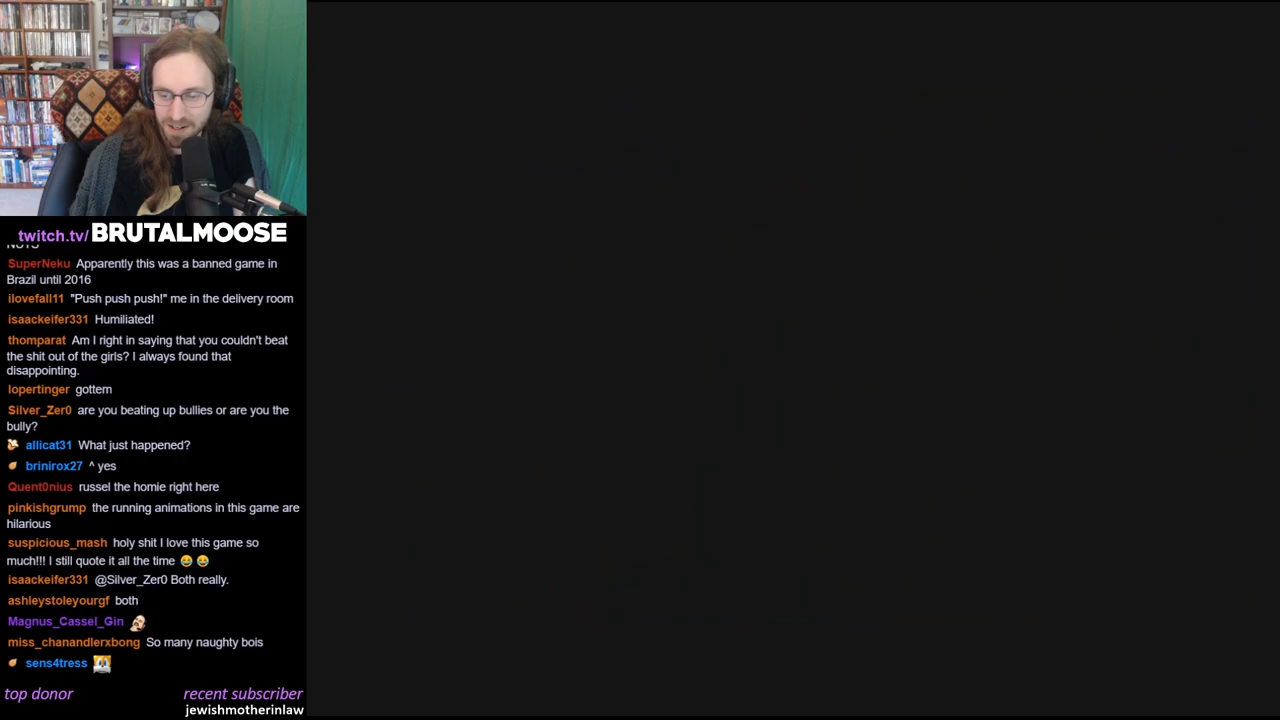 twitch.tv/BRUTALMOOSE
SuperNeku Apparently this was a banned game in
Brazil until 2016
ilovefall11 "Push push push!" me in the delivery room
isaackeifer331 Humiliated!
thomparat Am I right in saying that you couldn't beat
the shit out of the girls? I always found that
disappointing.
lopertinger gottem
Silver_Zer0 are you beating up bullies or are you the
bully?
allicat31 What just happened?
brinirox27 ^ yes
Quent0nius russel the homie right here
pinkishgrump the running animations in this game are
hilarious
suspicious_mash holy shit I love this game so
much!!! I still quote it all the time 😂 😂
isaackeifer331 @Silver_Zer0 Both really.
ashleystoleyourgf both
Magnus_Cassel_Gin
miss_chanandlerxbong So many naughty bois
sens4tress
top donor recent subscriber
jewishmotherinlaw